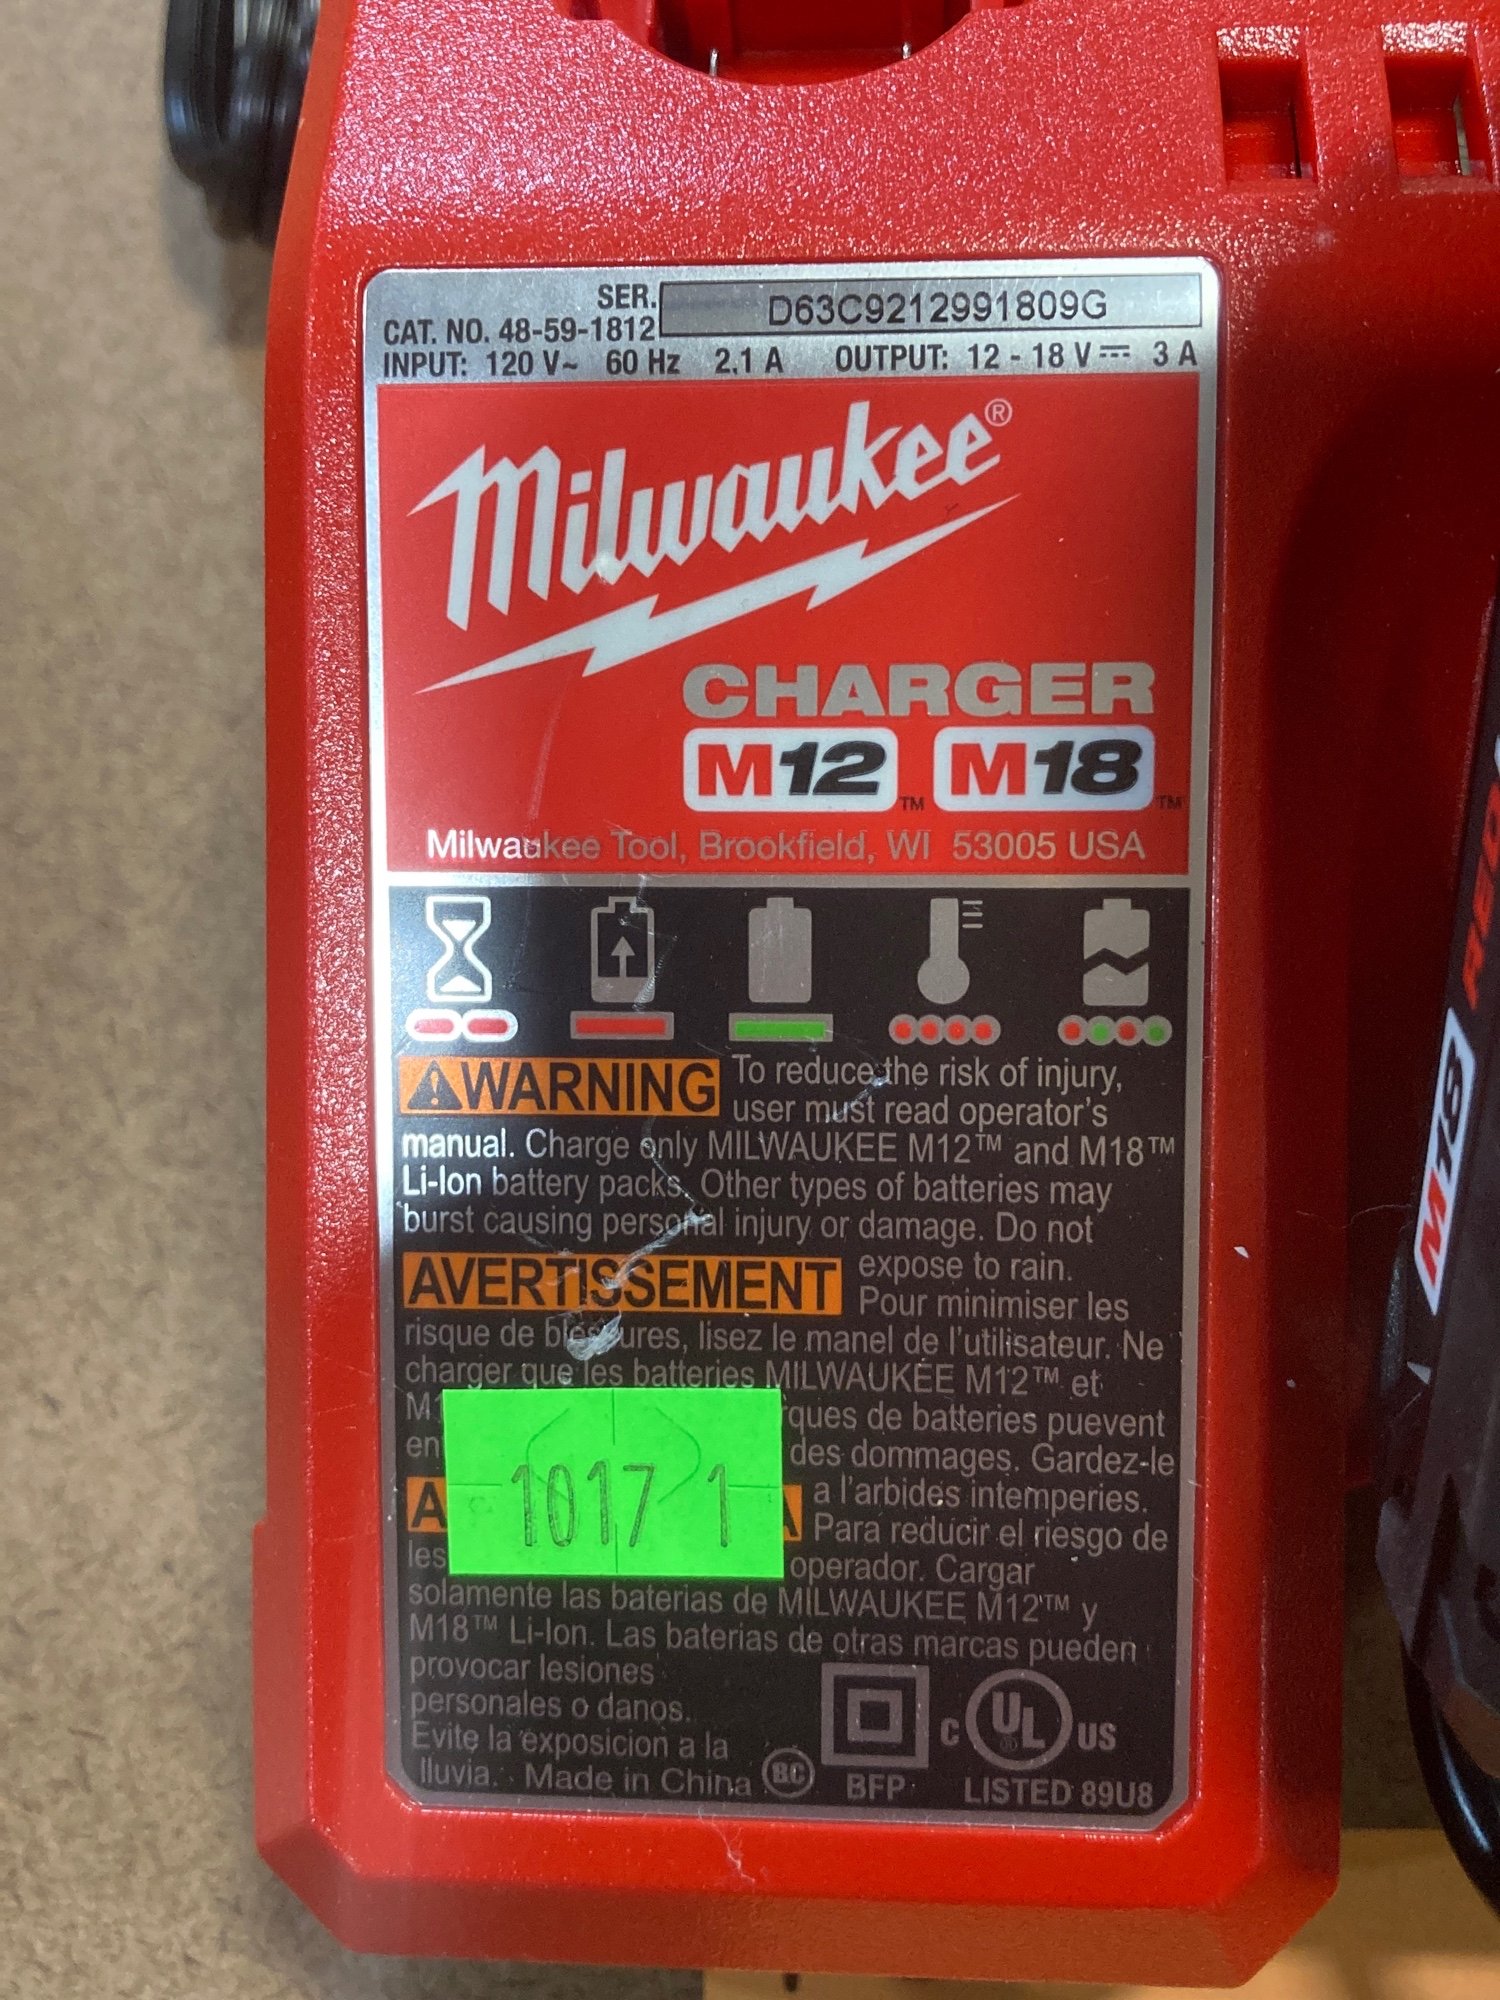 SER. D63C9212991809G
CAT. NO. 48-59-1812
INPUT: 120 V~ 60 Hz 2.1 A OUTPUT: 12 - 18 V⎓ 3 A
Milwaukee®
CHARGER
M12™ M18™
Milwaukee Tool, Brookfield, WI 53005 USA
⚠WARNING To reduce the risk of injury,
user must read operator's
manual. Charge only MILWAUKEE M12™ and M18™
Li-Ion battery packs. Other types of batteries may
burst causing personal injury or damage. Do not
expose to rain.
AVERTISSEMENT Pour minimiser les
risque de blessures, lisez le manel de l'utilisateur. Ne
charger que les batteries MILWAUKEE M12™ et
des dommages. Gardez-le
de batteries puevent
a l'arbides intemperies.
Para reducir el riesgo de
operador. Cargar
1017 1
solamente las baterias de MILWAUKEE M12™ y
M18™ Li-Ion. Las baterias de otras marcas pueden
provocar lesiones
personales o danos.
Evite la exposicion a la
lluvia. Made in China
BC
BFP
C UL US
LISTED 89U8
M18
RED